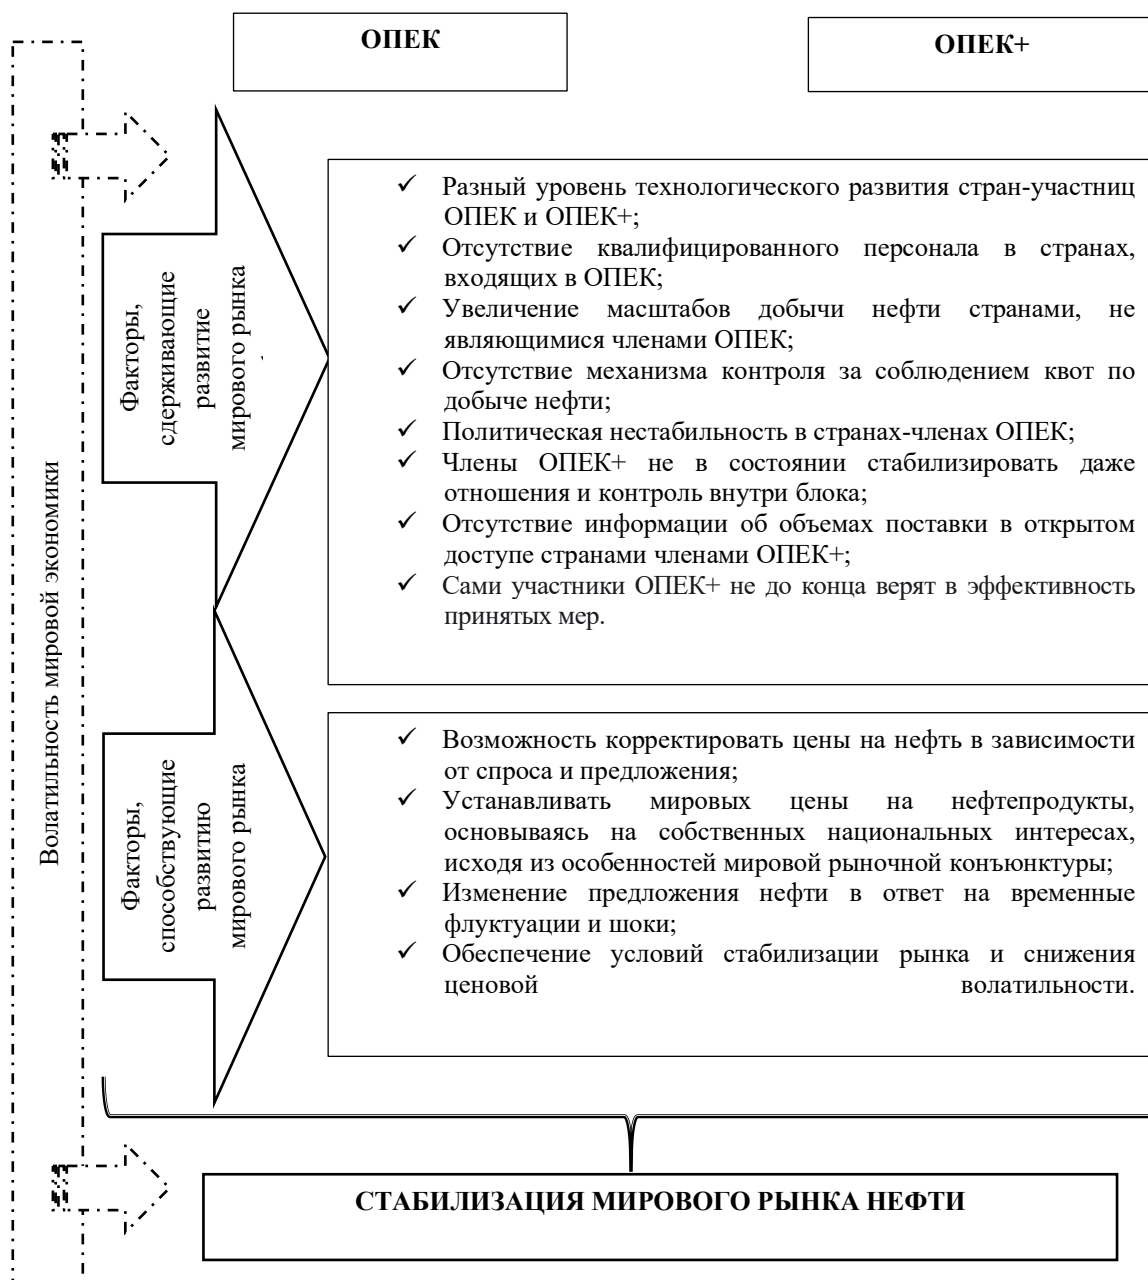 ОПЕК
ОПЕК+
Волатильность мировой экономики
Факторы,
сдерживающие
развитие
мирового рынка
✓ Разный уровень технологического развития стран-участниц
ОПЕК и ОПЕК+;
✓ Отсутствие квалифицированного персонала в странах,
входящих в ОПЕК;
✓ Увеличение масштабов добычи нефти странами, не
являющимися членами ОПЕК;
✓ Отсутствие механизма контроля за соблюдением квот по
добыче нефти;
✓ Политическая нестабильность в странах-членах ОПЕК;
✓ Члены ОПЕК+ не в состоянии стабилизировать даже
отношения и контроль внутри блока;
✓ Отсутствие информации об объемах поставки в открытом
доступе странами членами ОПЕК+;
✓ Сами участники ОПЕК+ не до конца верят в эффективность
принятых мер.
Факторы,
способствующие
развитию
мирового рынка
✓ Возможность корректировать цены на нефть в зависимости
от спроса и предложения;
✓ Устанавливать мировых цены на нефтепродукты,
основываясь на собственных национальных интересах,
исходя из особенностей мировой рыночной конъюнктуры;
✓ Изменение предложения нефти в ответ на временные
флуктуации и шоки;
✓ Обеспечение условий стабилизации рынка и снижения
ценовой волатильности.
СТАБИЛИЗАЦИЯ МИРОВОГО РЫНКА НЕФТИ